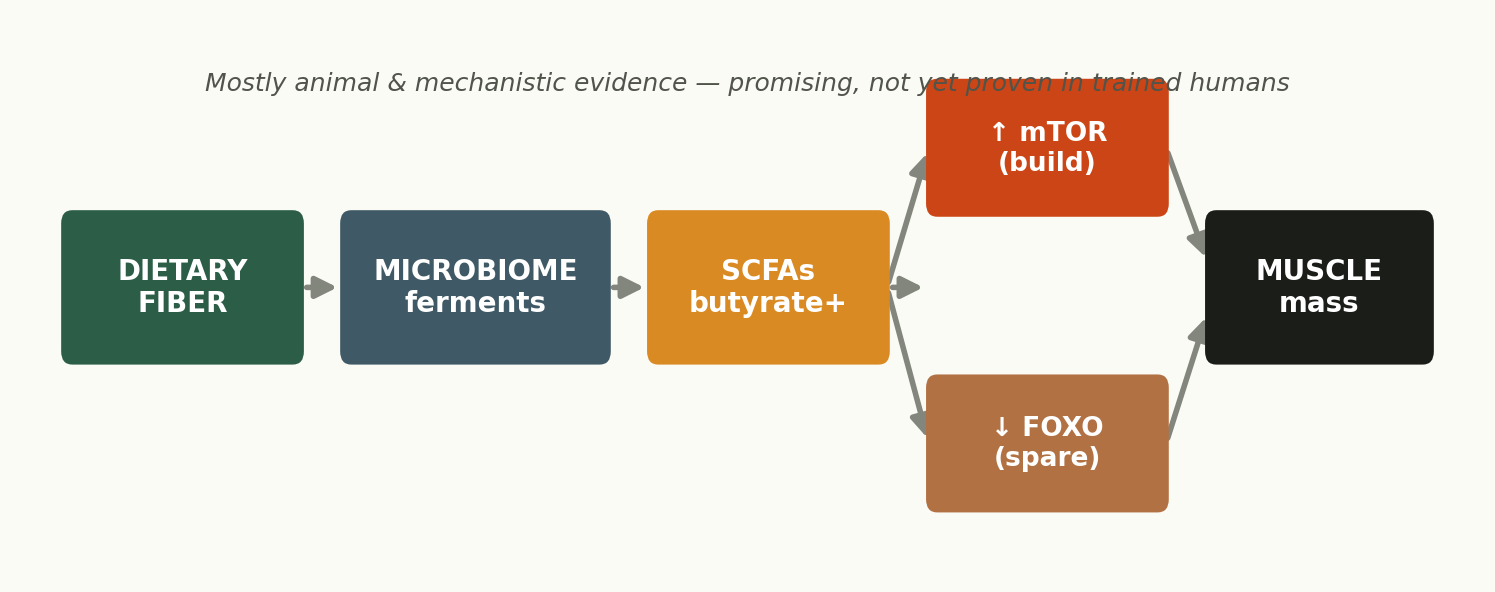 Mostly animal & mechanistic evidence — promising, not yet proven in trained humans
DIETARY
FIBER
MICROBIOME
ferments
SCFAs
butyrate+
↑ mTOR
(build)
↓ FOXO
(spare)
MUSCLE
mass